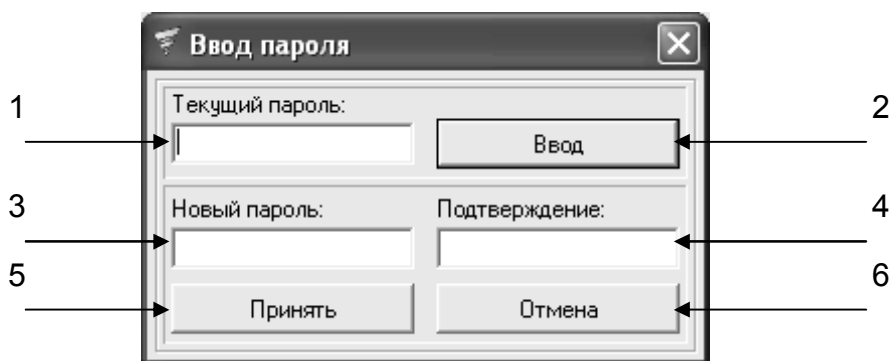 Ввод пароля
1 Текущий пароль: 2
Ввод
3 Новый пароль: Подтверждение: 4
5 Принять Отмена 6